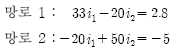 망로 1 : 33i₁−20i₂ = 2.8
망로 2 : −20i₁+50i₂ = −5